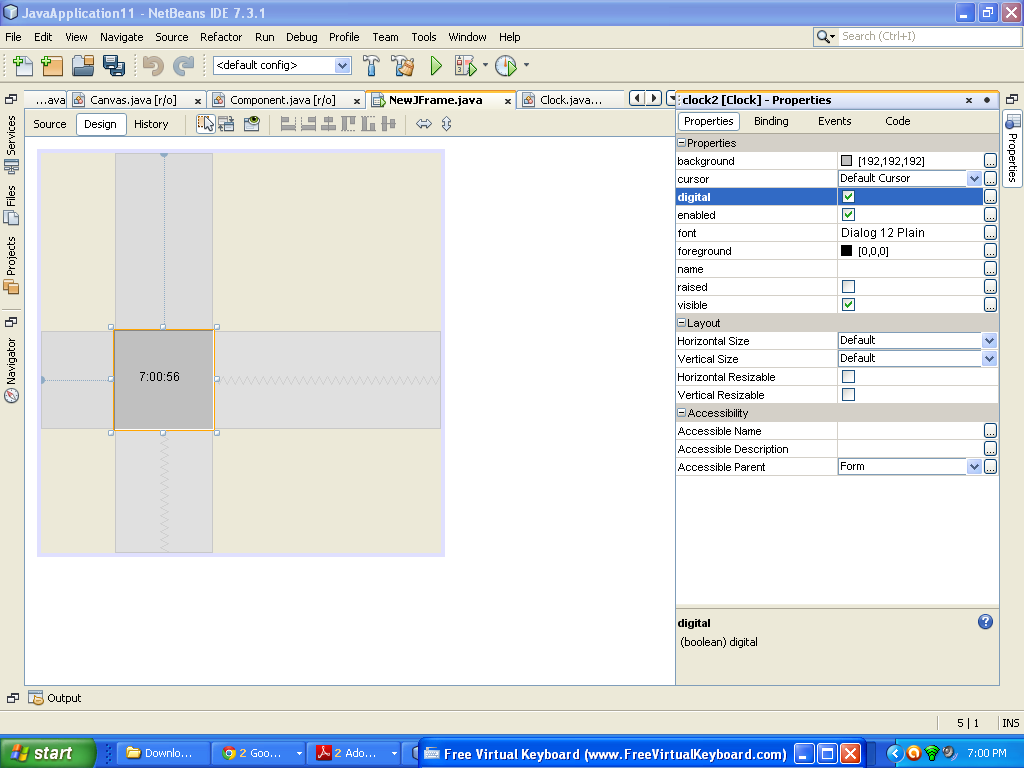 JavaApplication11 - NetBeans IDE 7.3.1
File Edit View Navigate Source Refactor Run Debug Profile Team Tools Window Help
Search (Ctrl+I)
<default config>
...ava Canvas.java [r/o] Component.java [r/o] NewJFrame.java Clock.java...
Source Design History
Services
Files
Projects
Navigator
7:00:56
clock2 [Clock] - Properties
Properties Binding Events Code
Properties
Properties
background [192,192,192]
cursor Default Cursor
digital
enabled
font Dialog 12 Plain
foreground [0,0,0]
name
raised
visible
Layout
Horizontal Size Default
Vertical Size Default
Horizontal Resizable
Vertical Resizable
Accessibility
Accessible Name
Accessible Description
Accessible Parent Form
digital
(boolean) digital
Output
5 | 1 INS
start Downlo... 2 Goo... 2 Ado... Free Virtual Keyboard (www.FreeVirtualKeyboard.com) 7:00 PM